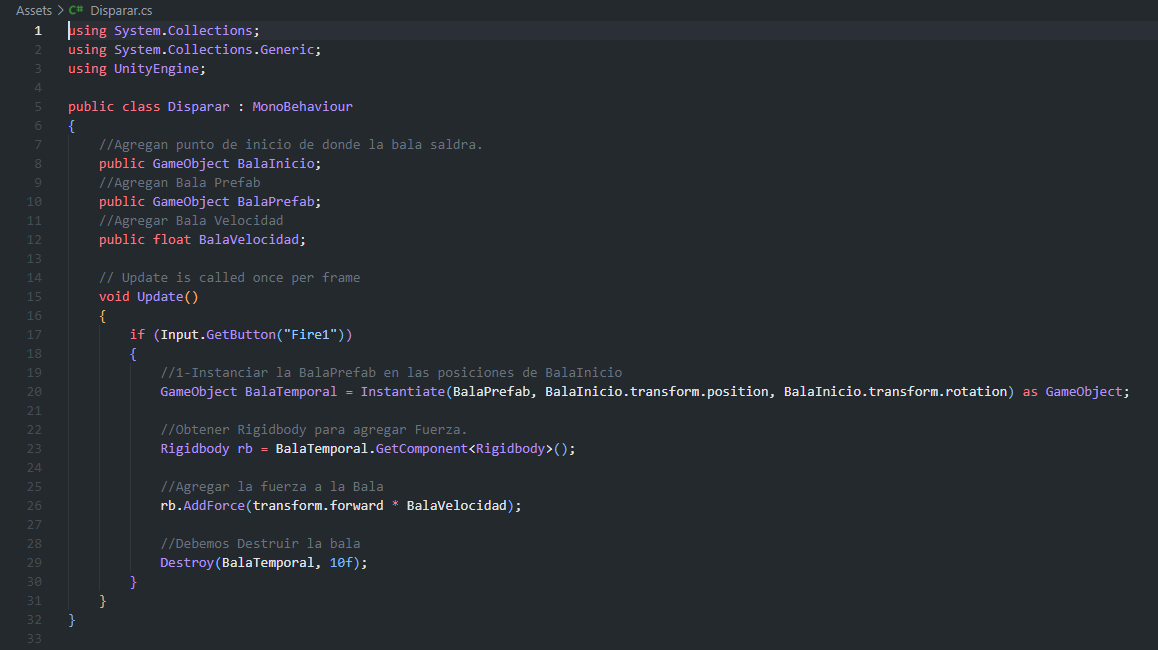 Assets > C# Disparar.cs
1 using System.Collections;
2 using System.Collections.Generic;
3 using UnityEngine;
4
5 public class Disparar : MonoBehaviour
6 {
7     //Agregan punto de inicio de donde la bala saldra.
8     public GameObject BalaInicio;
9     //Agregan Bala Prefab
10     public GameObject BalaPrefab;
11     //Agregar Bala Velocidad
12     public float BalaVelocidad;
13
14     // Update is called once per frame
15     void Update()
16     {
17         if (Input.GetButton("Fire1"))
18         {
19             //1-Instanciar la BalaPrefab en las posiciones de BalaInicio
20             GameObject BalaTemporal = Instantiate(BalaPrefab, BalaInicio.transform.position, BalaInicio.transform.rotation) as GameObject;
21
22             //Obtener Rigidbody para agregar Fuerza.
23             Rigidbody rb = BalaTemporal.GetComponent<Rigidbody>();
24
25             //Agregar la fuerza a la Bala
26             rb.AddForce(transform.forward * BalaVelocidad);
27
28             //Debemos Destruir la bala
29             Destroy(BalaTemporal, 10f);
30         }
31     }
32 }
33